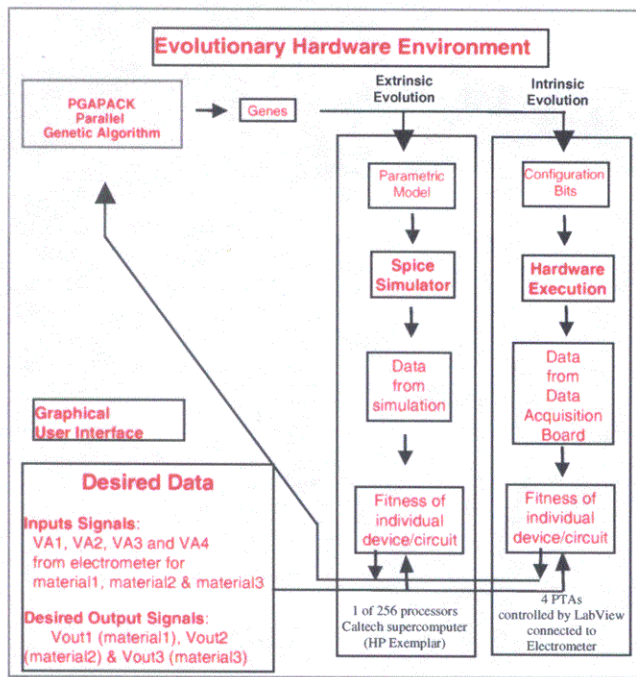 Evolutionary Hardware Environment
PGAPACK
Parallel
Genetic Algorithm
Genes
Extrinsic
Evolution
Intrinsic
Evolution
Parametric
Model
Spice
Simulator
Data
from
simulation
Fitness of
individual
device/circuit
1 of 256 processors
Caltech supercomputer
(HP Exemplar)
Configuration
Bits
Hardware
Execution
Data
from
Data
Acquisition
Board
Fitness of
individual
device/circuit
4 PTAs
controlled by LabView
connected to
Electrometer
Graphical
User Interface
Desired Data
Inputs Signals:
VA1, VA2, VA3 and VA4
from electrometer for
material1, material2 & material3
Desired Output Signals:
Vout1 (material1), Vout2
(material2) & Vout3 (material3)